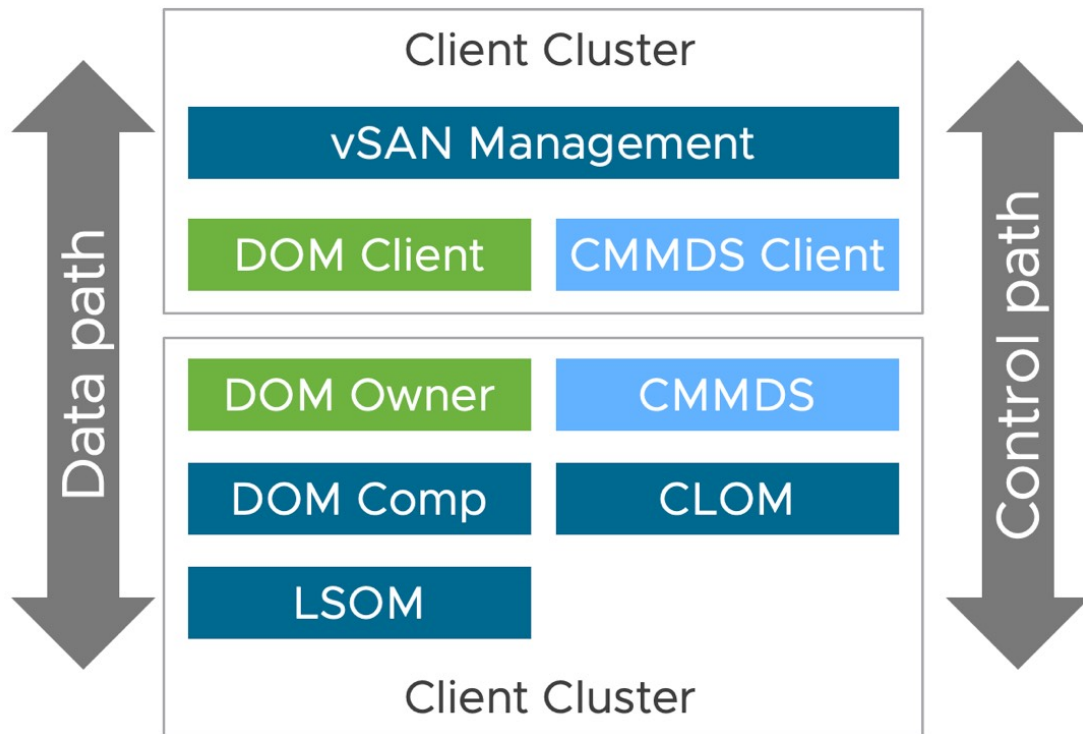 Client Cluster
vSAN Management
DOM Client
CMMDS Client
DOM Owner
CMMDS
DOM Comp
CLOM
LSOM
Client Cluster
Data path
Control path